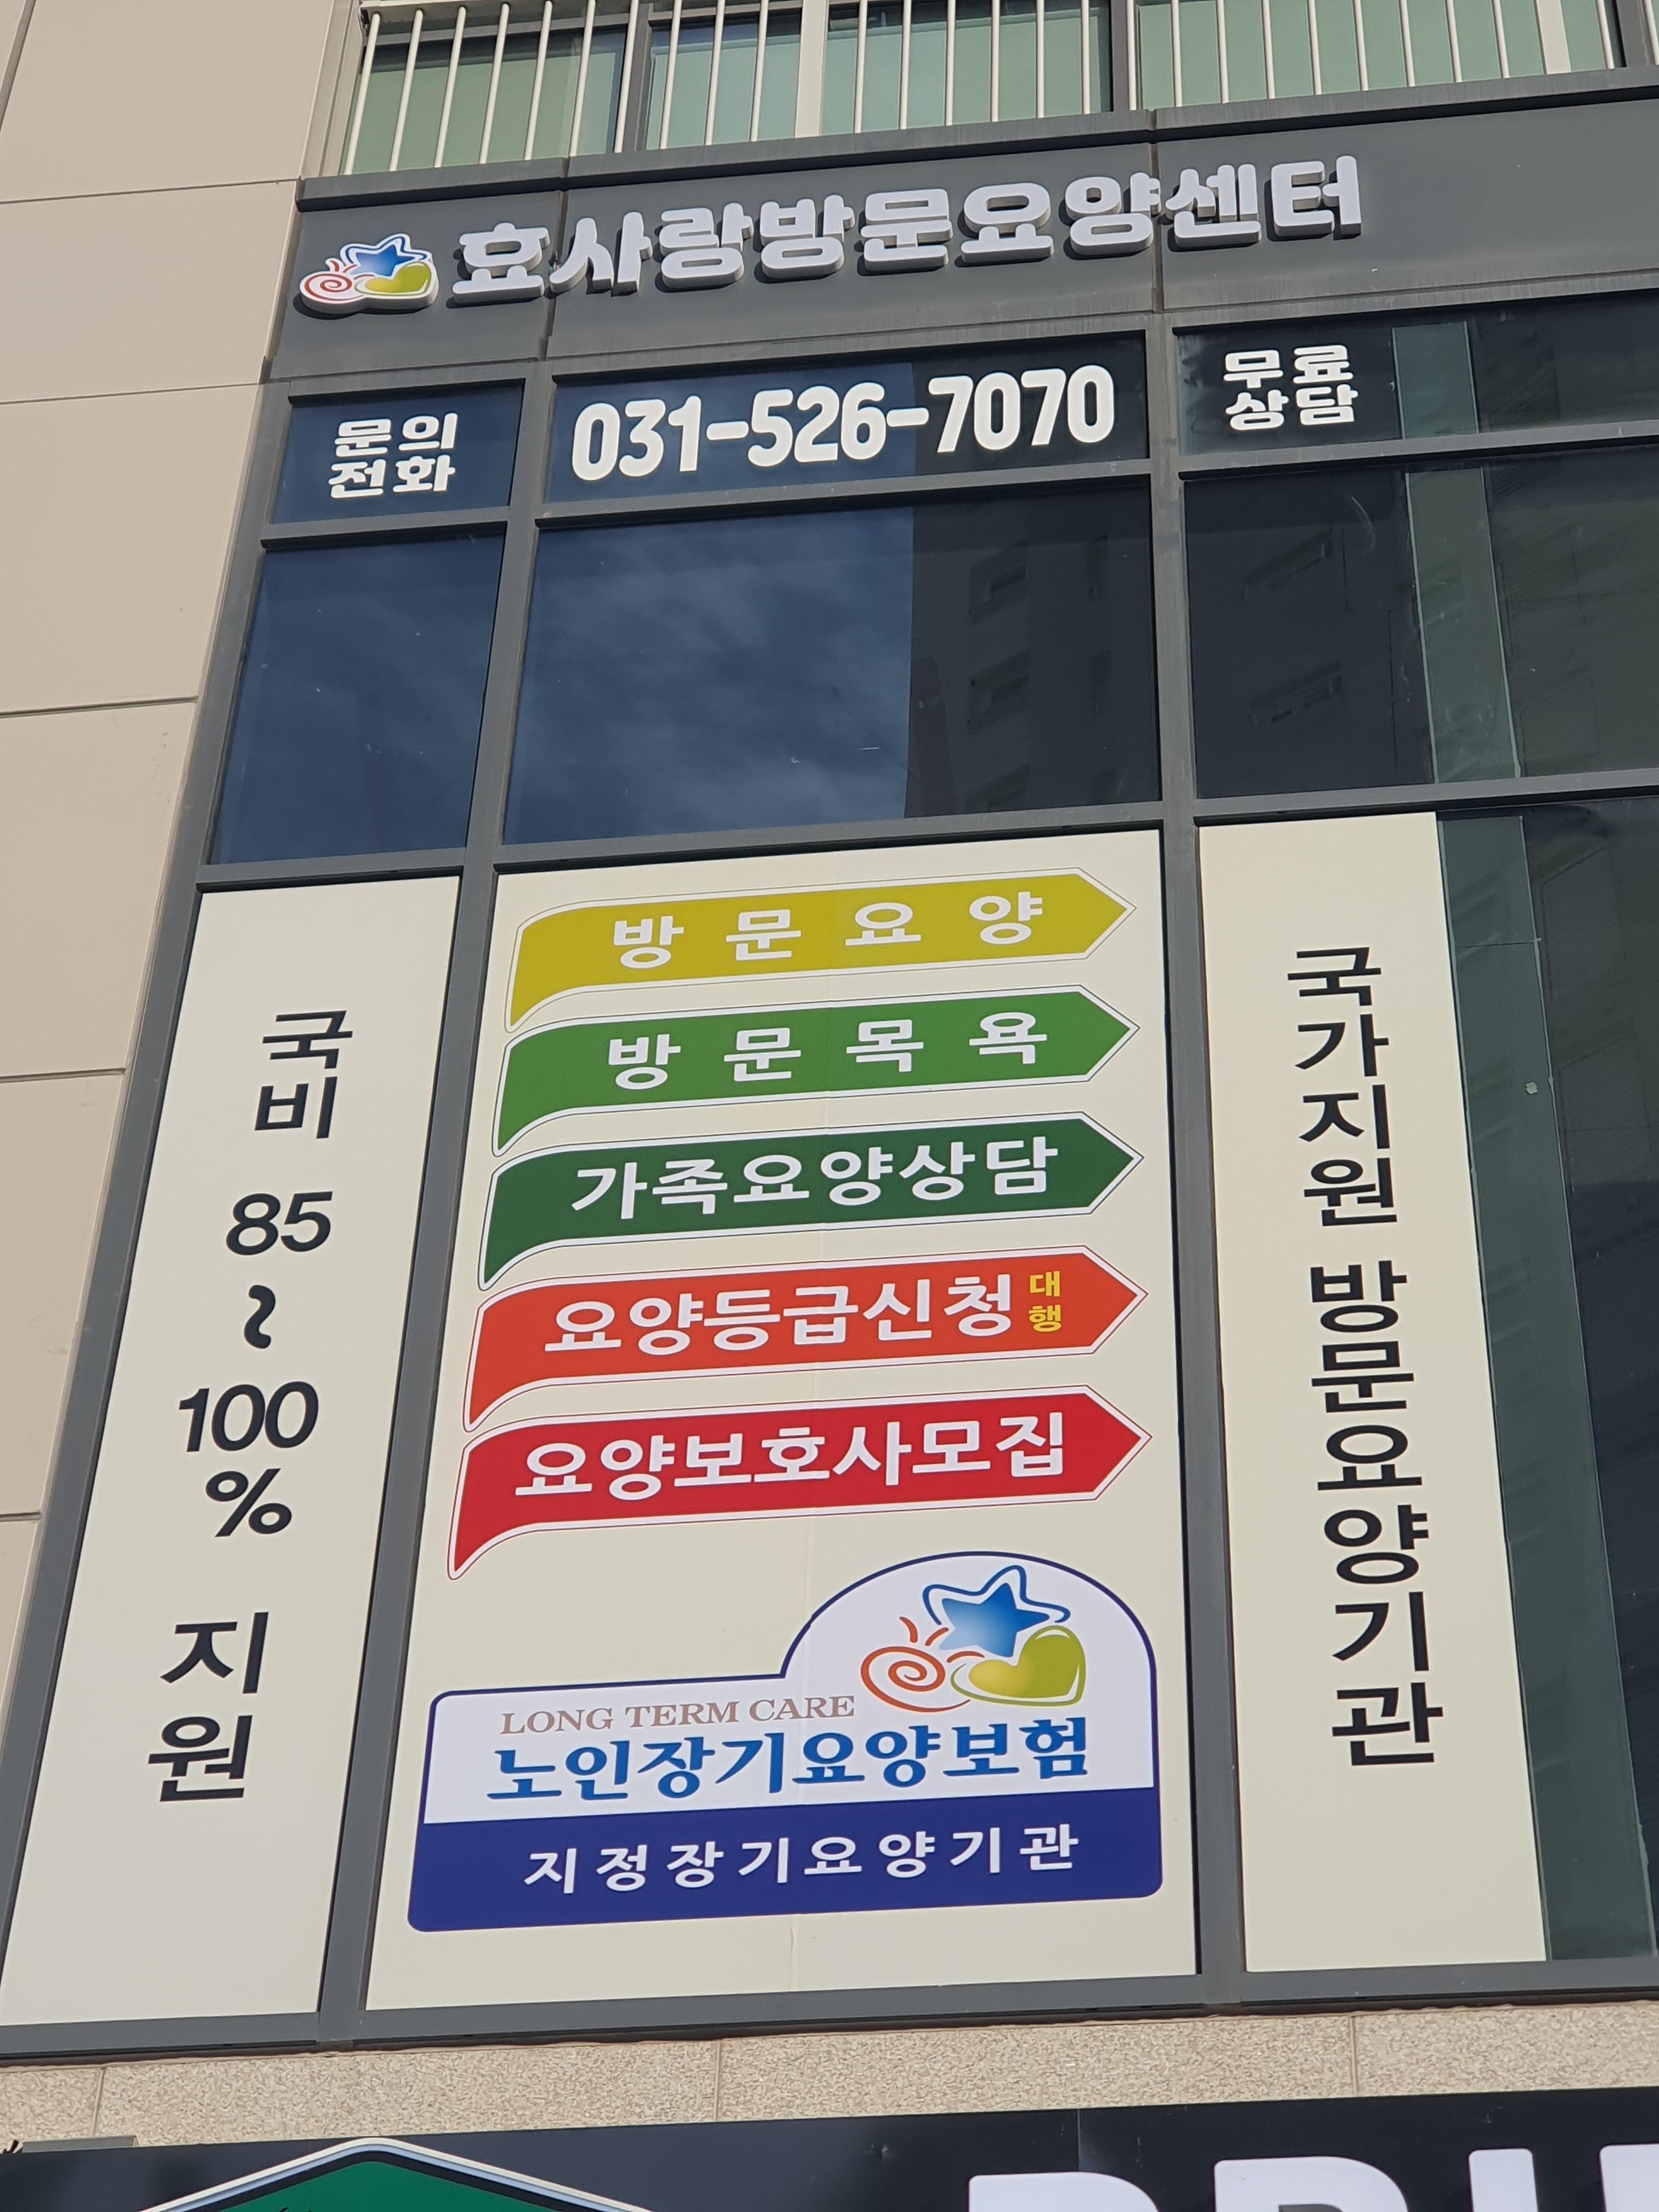 효사랑방문요양센터
문의
전화
031-526-7070
무료
상담
국비 85~100% 지원
방문요양
방문목욕
가족요양상담
요양등급신청 대행
요양보호사모집
LONG TERM CARE
노인장기요양보험
지정장기요양기관
국가지원 방문요양기관